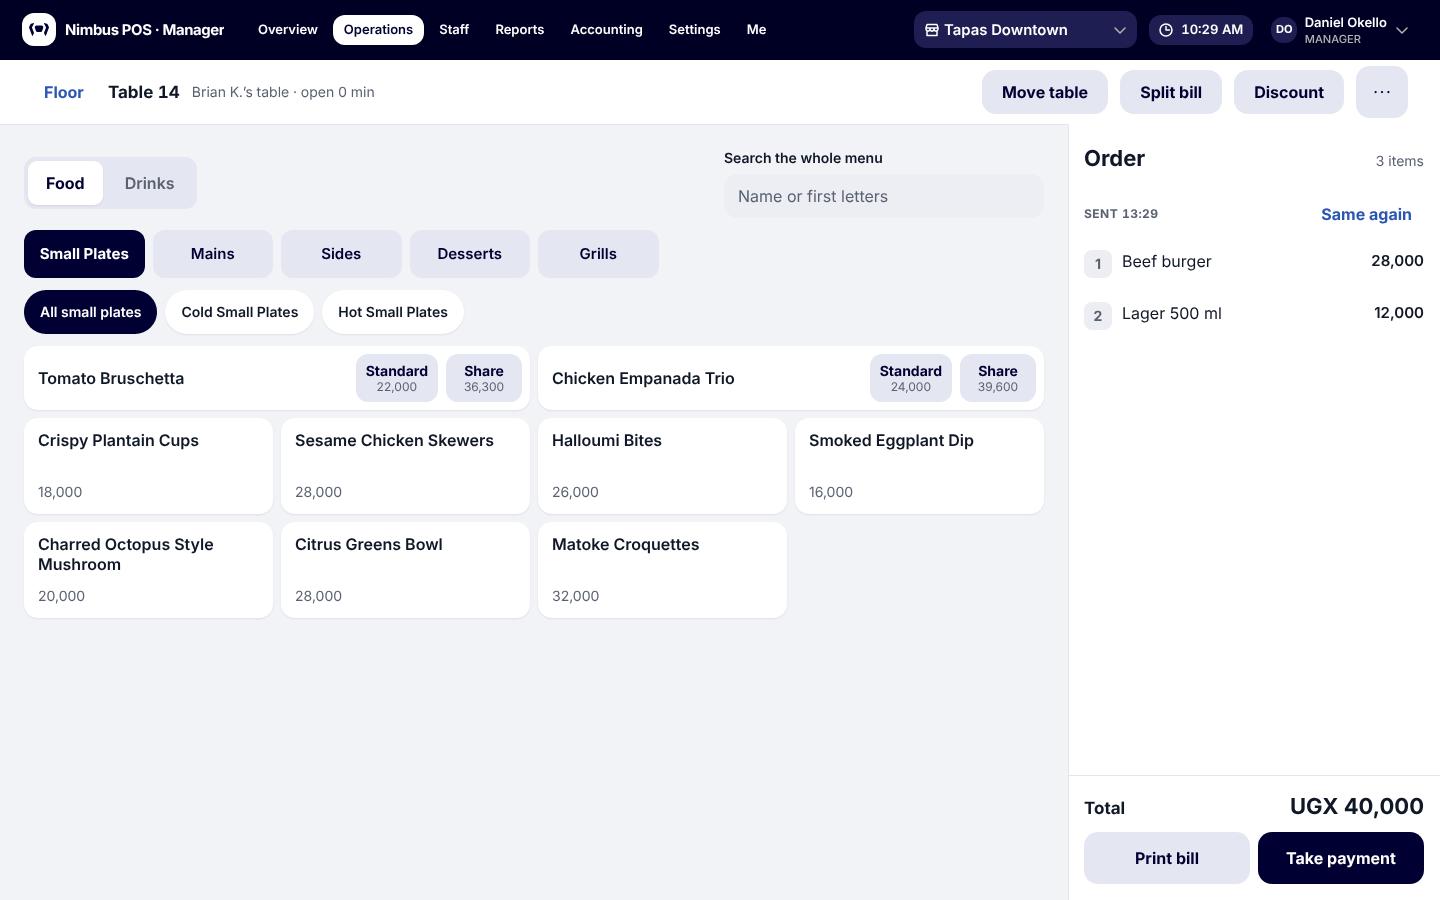 Nimbus POS · Manager
Overview
Operations
Staff
Reports
Accounting
Settings
Me
Tapas Downtown
10:29 AM
DO
Daniel Okello
MANAGER
Floor
Table 14
Brian K.'s table · open 0 min
Move table
Split bill
Discount
...
Food
Drinks
Search the whole menu
Name or first letters
Small Plates
Mains
Sides
Desserts
Grills
All small plates
Cold Small Plates
Hot Small Plates
Tomato Bruschetta
Standard
22,000
Share
36,300
Chicken Empanada Trio
Standard
24,000
Share
39,600
Crispy Plantain Cups
18,000
Sesame Chicken Skewers
28,000
Halloumi Bites
26,000
Smoked Eggplant Dip
16,000
Charred Octopus Style
Mushroom
20,000
Citrus Greens Bowl
28,000
Matoke Croquettes
32,000
Order
3 items
SENT 13:29
Same again
1 Beef burger 28,000
2 Lager 500 ml 12,000
Total UGX 40,000
Print bill
Take payment